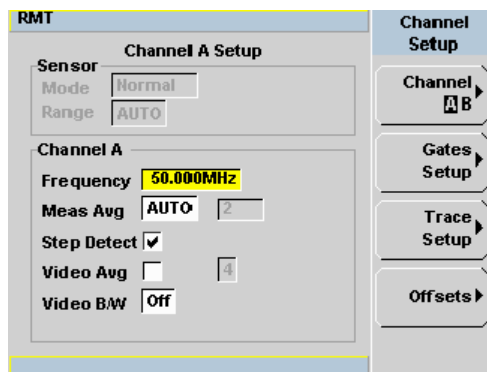 RMT
Channel A Setup
Sensor
Mode Normal
Range AUTO
Channel A
Frequency 50.000MHz
Meas Avg AUTO 2
Step Detect
Video Avg 4
Video B/W Off
Channel
Setup
Channel
A B
Gates
Setup
Trace
Setup
Offsets